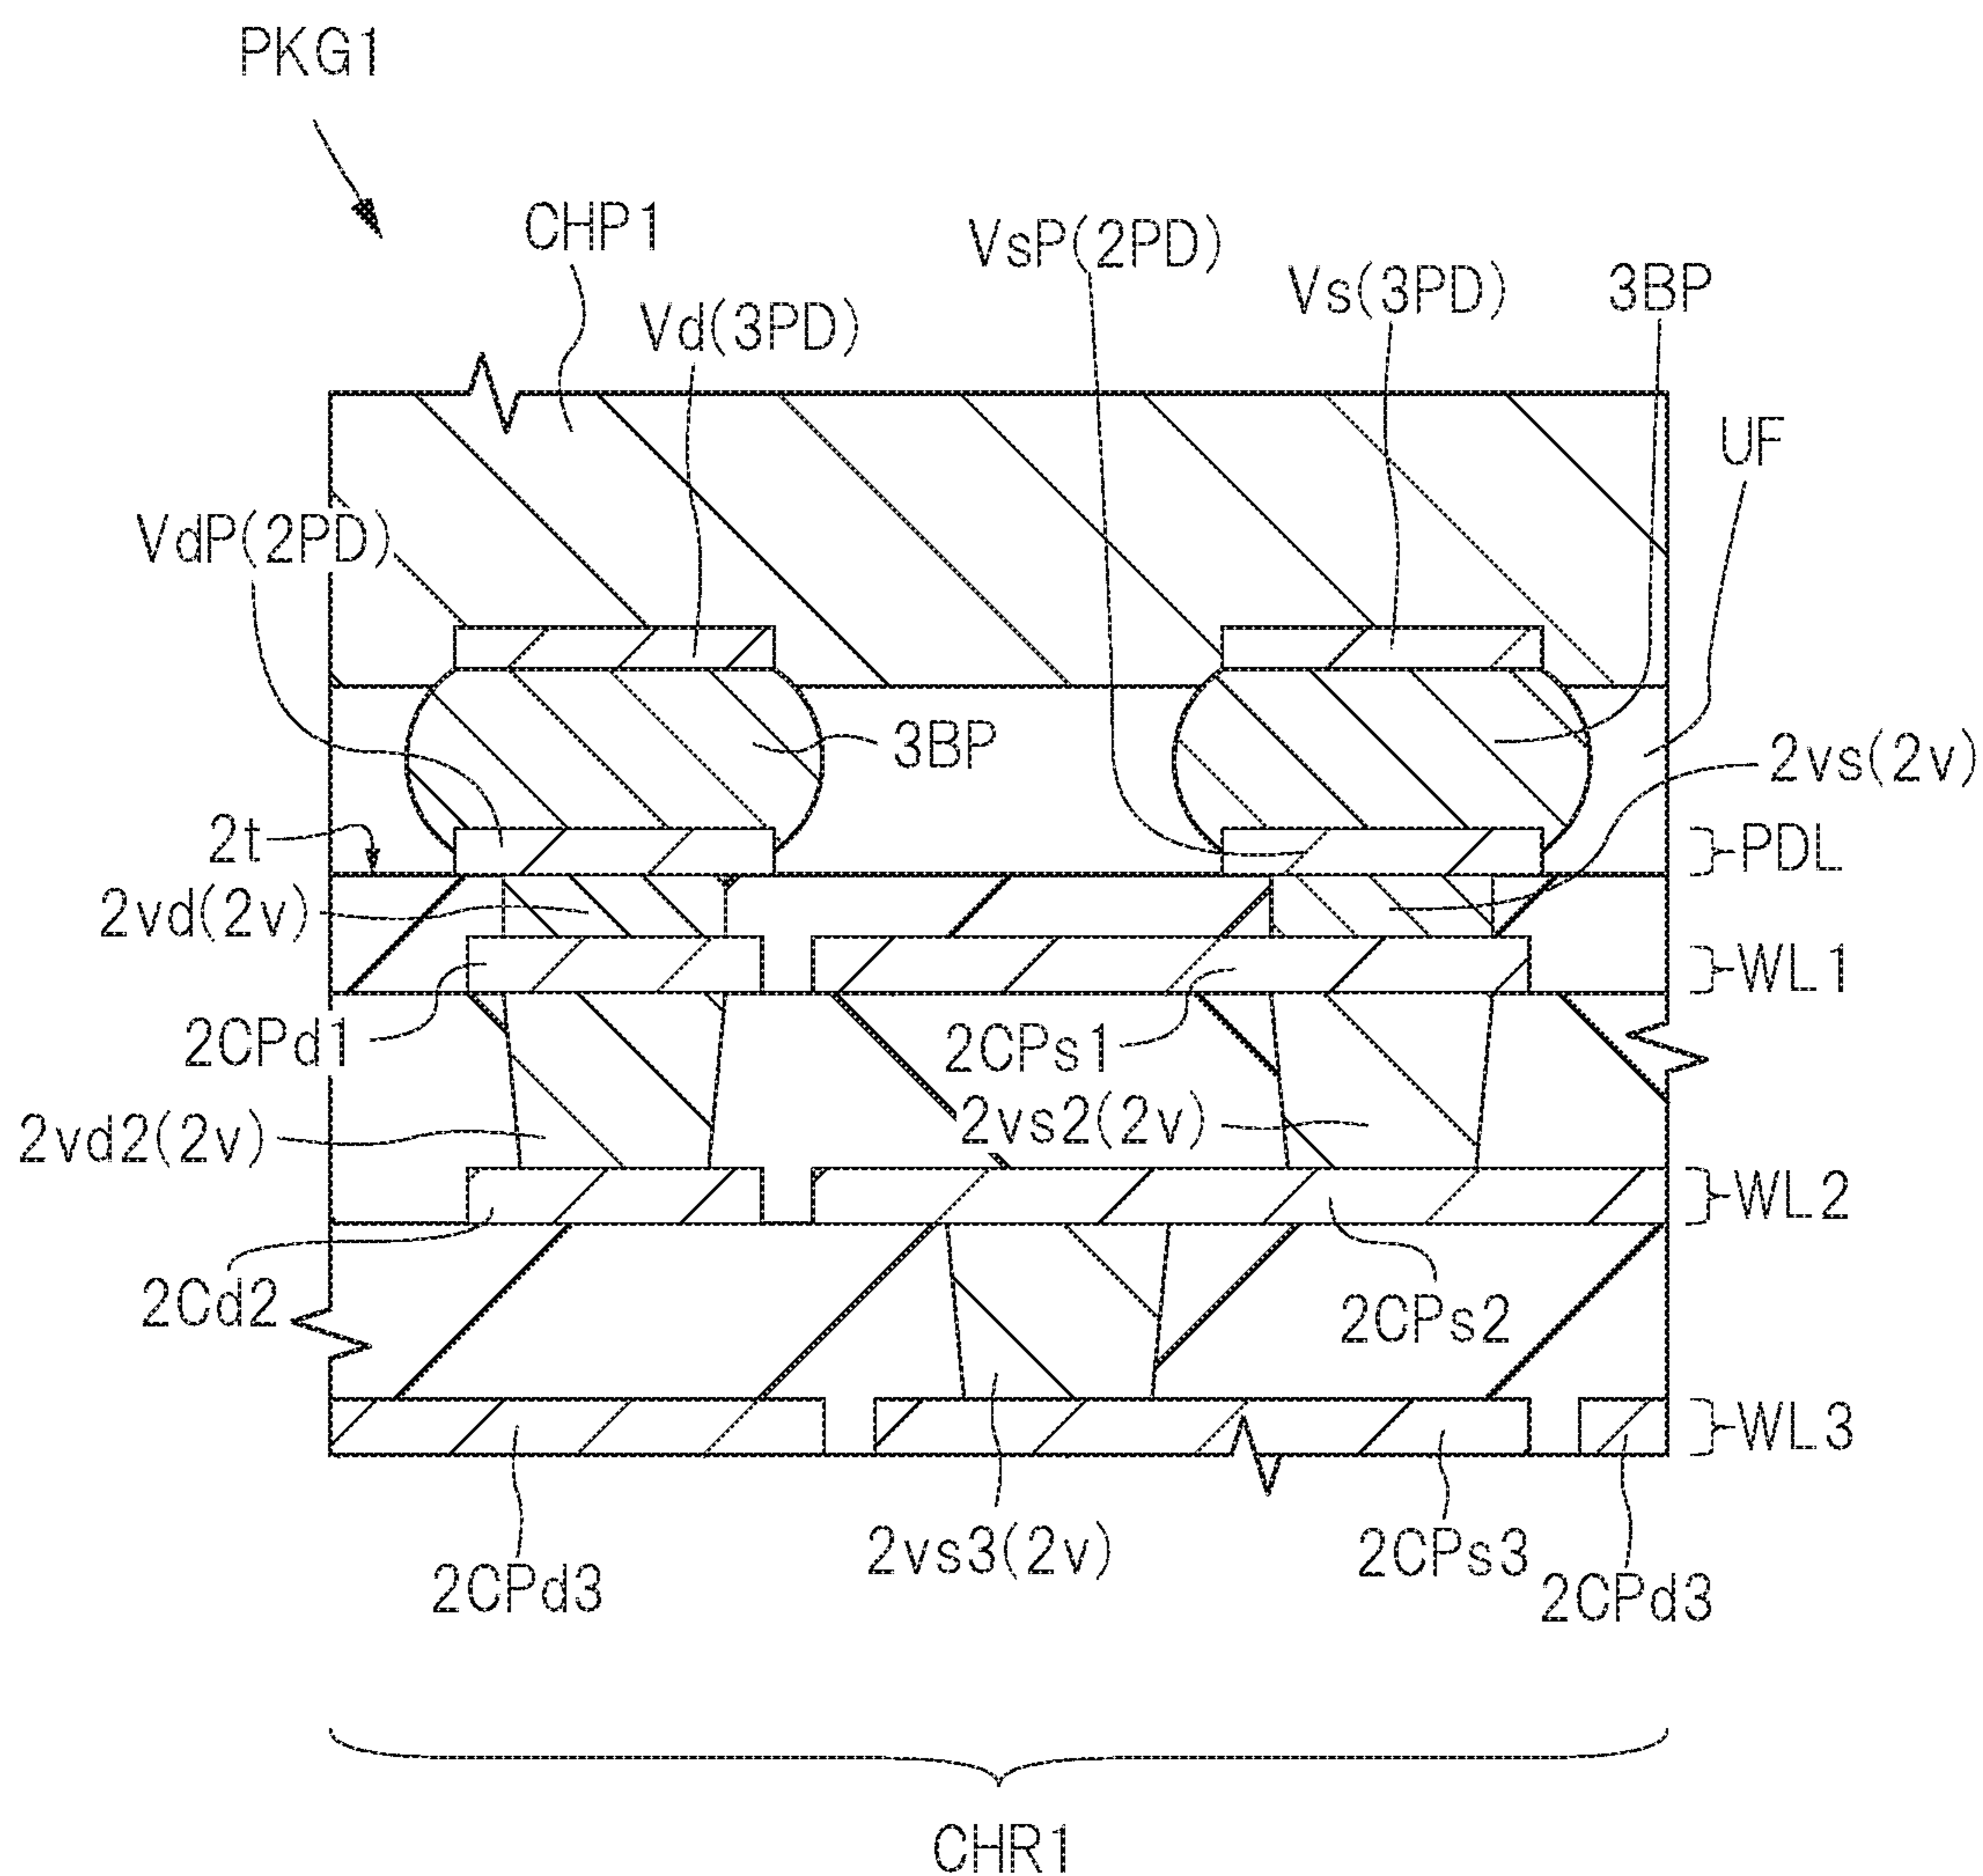 PKG1
CHP1
VsP(2PD)
Vs(3PD)
3BP
Vd(3PD)
UF
VdP(2PD)
3BP
2vs(2v)
2t
PDL
2vd(2v)
WL1
2CPd1
2CPs1
2vd2(2v)
2vs2(2v)
WL2
2Cd2
2CPs2
WL3
2vs3(2v)
2CPs3
2CPd3
2CPd3
CHR1